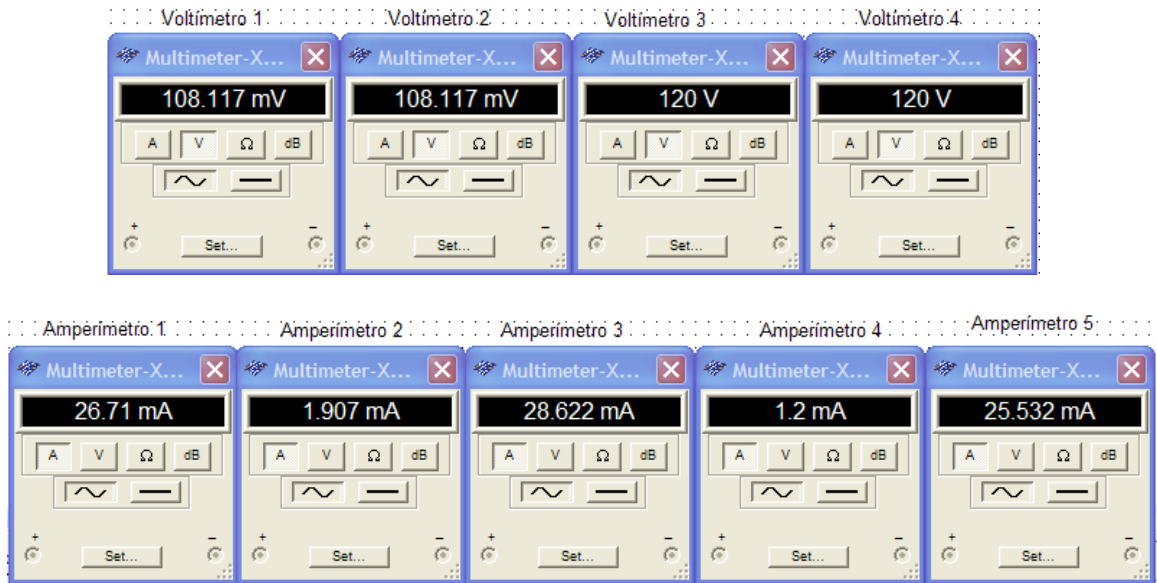 Voltímetro 1 Voltímetro 2 Voltímetro 3 Voltímetro 4
Multimeter-X... Multimeter-X... Multimeter-X... Multimeter-X...
108.117 mV 108.117 mV 120 V 120 V
A V Ω dB A V Ω dB A V Ω dB A V Ω dB
+ − + − + − + −
Set... Set... Set... Set...
Amperímetro 1 Amperímetro 2 Amperímetro 3 Amperímetro 4 Amperímetro 5
Multimeter-X... Multimeter-X... Multimeter-X... Multimeter-X... Multimeter-X...
26.71 mA 1.907 mA 28.622 mA 1.2 mA 25.532 mA
A V Ω dB A V Ω dB A V Ω dB A V Ω dB A V Ω dB
+ − + − + − + − + −
Set... Set... Set... Set... Set...